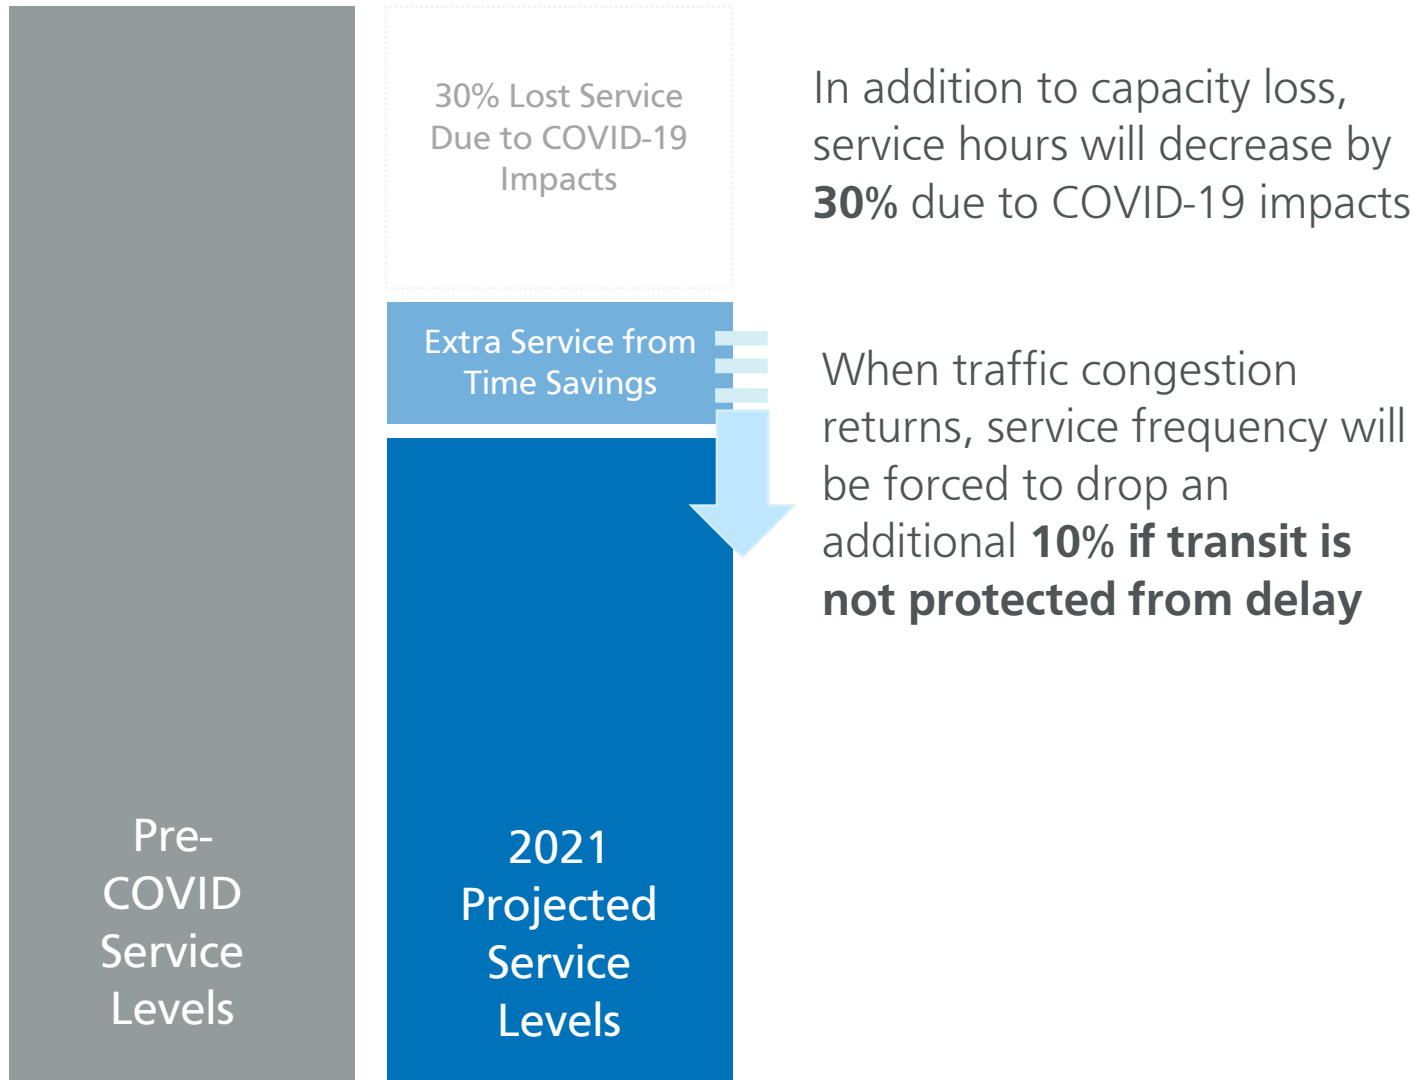 30% Lost Service
Due to COVID-19
Impacts
In addition to capacity loss,
service hours will decrease by
30% due to COVID-19 impacts
Extra Service from
Time Savings
When traffic congestion
returns, service frequency will
be forced to drop an
additional 10% if transit is
not protected from delay
Pre-
COVID
Service
Levels
2021
Projected
Service
Levels